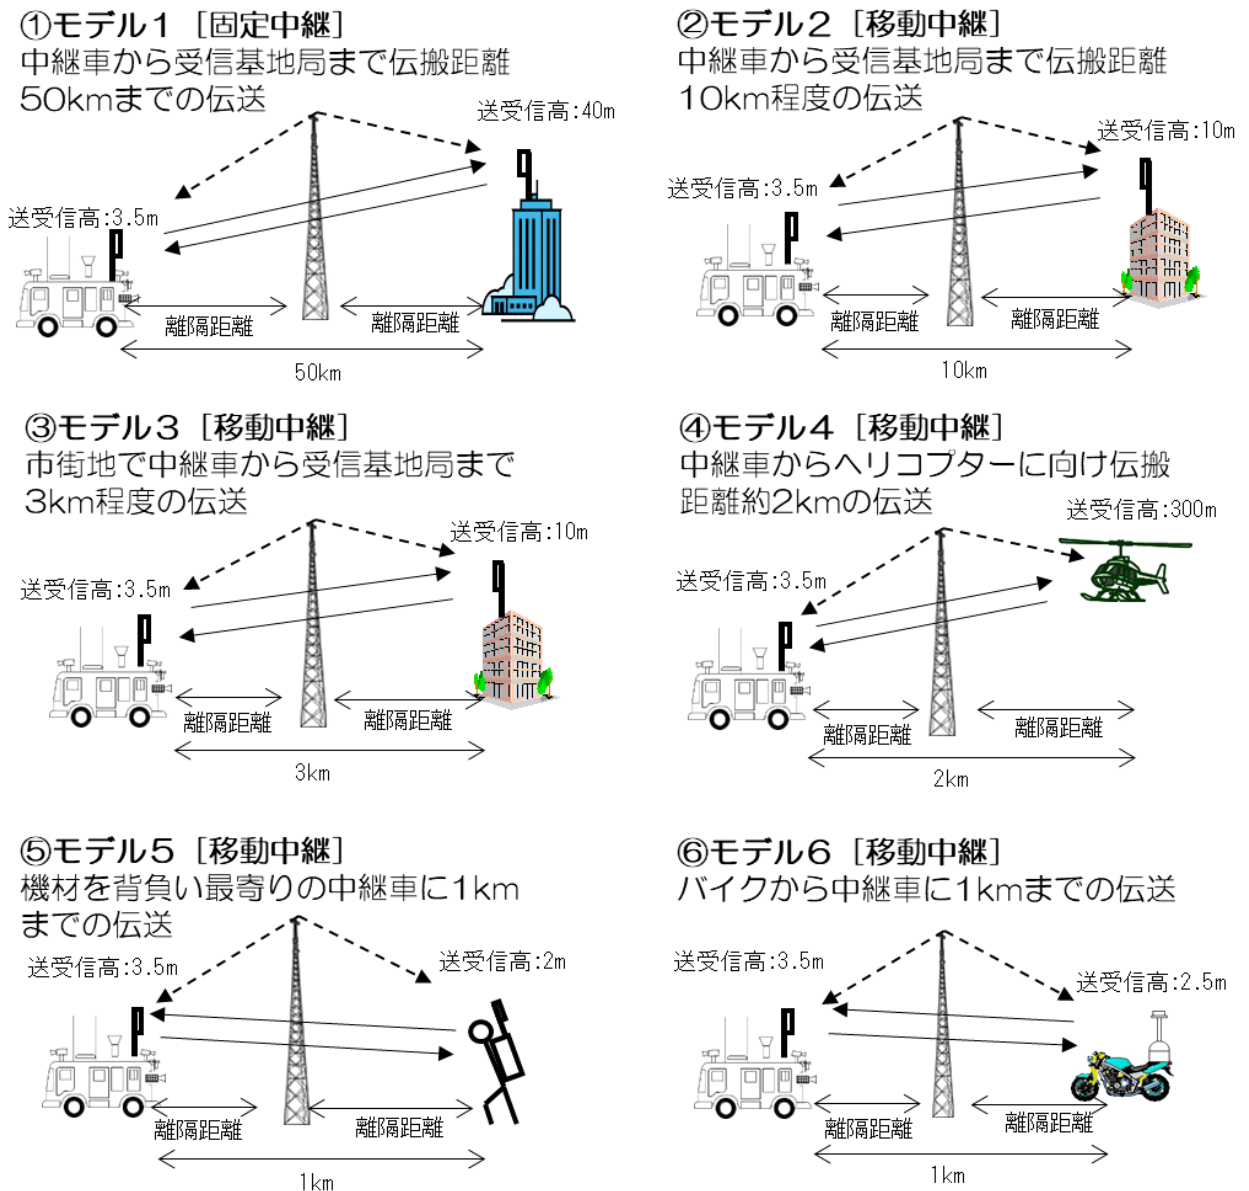 ①モデル1 [固定中継]
中継車から受信基地局まで伝搬距離
50kmまでの伝送
送受信高:40m
送受信高:3.5m
離隔距離
離隔距離
50km
②モデル2 [移動中継]
中継車から受信基地局まで伝搬距離
10km程度の伝送
送受信高:10m
送受信高:3.5m
離隔距離
離隔距離
10km
③モデル3 [移動中継]
市街地で中継車から受信基地局まで
3km程度の伝送
送受信高:10m
送受信高:3.5m
離隔距離
離隔距離
3km
④モデル4 [移動中継]
中継車からヘリコプターに向け伝搬
距離約2kmの伝送
送受信高:300m
送受信高:3.5m
離隔距離
離隔距離
2km
⑤モデル5 [移動中継]
機材を背負い最寄りの中継車に1km
までの伝送
送受信高:3.5m
送受信高:2m
離隔距離
離隔距離
1km
⑥モデル6 [移動中継]
バイクから中継車に1kmまでの伝送
送受信高:3.5m
送受信高:2.5m
離隔距離
離隔距離
1km